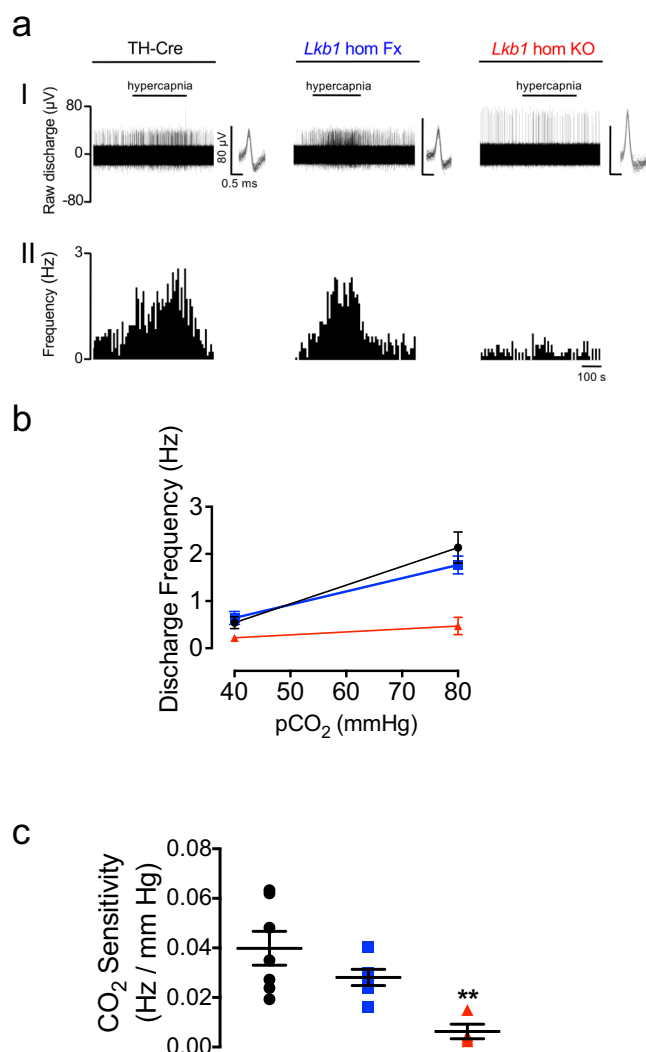 a
TH-Cre
Lkb1 hom Fx
Lkb1 hom KO
I
hypercapnia
hypercapnia
hypercapnia
Raw discharge (µV)
80
0
-80
80 µV
0.5 ms
II
Frequency (Hz)
3
0
100 s
b
Discharge Frequency (Hz)
3
2
1
0
40 50 60 70 80
pCO2 (mmHg)
c
CO2 Sensitivity
(Hz / mm Hg)
0.08
0.06
0.04
0.02
0.00
**